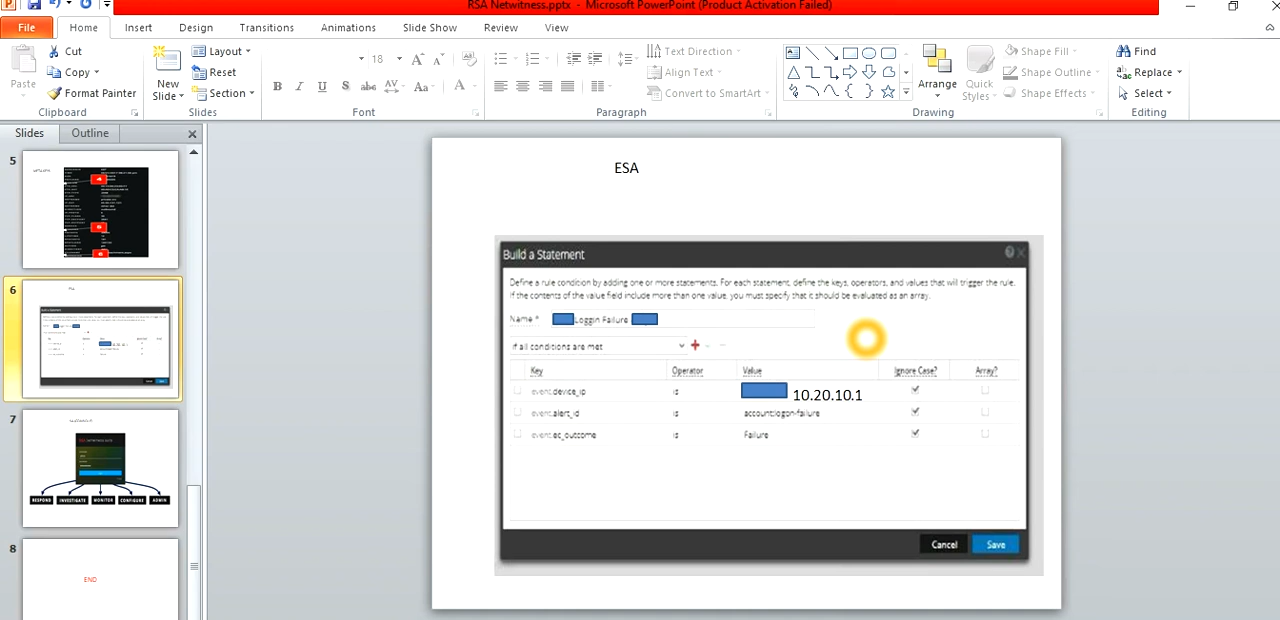 RSA Netwitness.pptx - Microsoft PowerPoint (Product Activation Failed)
File Home Insert Design Transitions Animations Slide Show Review View
Paste
Cut
Copy
Format Painter
Clipboard
New Slide
Layout
Reset
Section
Slides
18
B I U S abc AV Aa A
Font
Text Direction
Align Text
Convert to SmartArt
Paragraph
Arrange
Quick Styles
Shape Fill
Shape Outline
Shape Effects
Drawing
Find
Replace
Select
Editing
Slides Outline
5
6
7
RESPOND INVESTIGATE MONITOR CONFIGURE ADMIN
8
END
ESA
Build a Statement
Define a rule condition by adding one or more statements. For each statement, define the keys, operators, and values that will trigger the rule.
If the contents of the value field include more than one value, you must specify that it should be evaluated as an array.
Name * Loggin Failure
if all conditions are met
Key Operator Value Ignore Case? Array?
event.device_ip is 10.20.10.1
event.alert_id is account:logon-failure
event.ec_outcome is Failure
Cancel Save